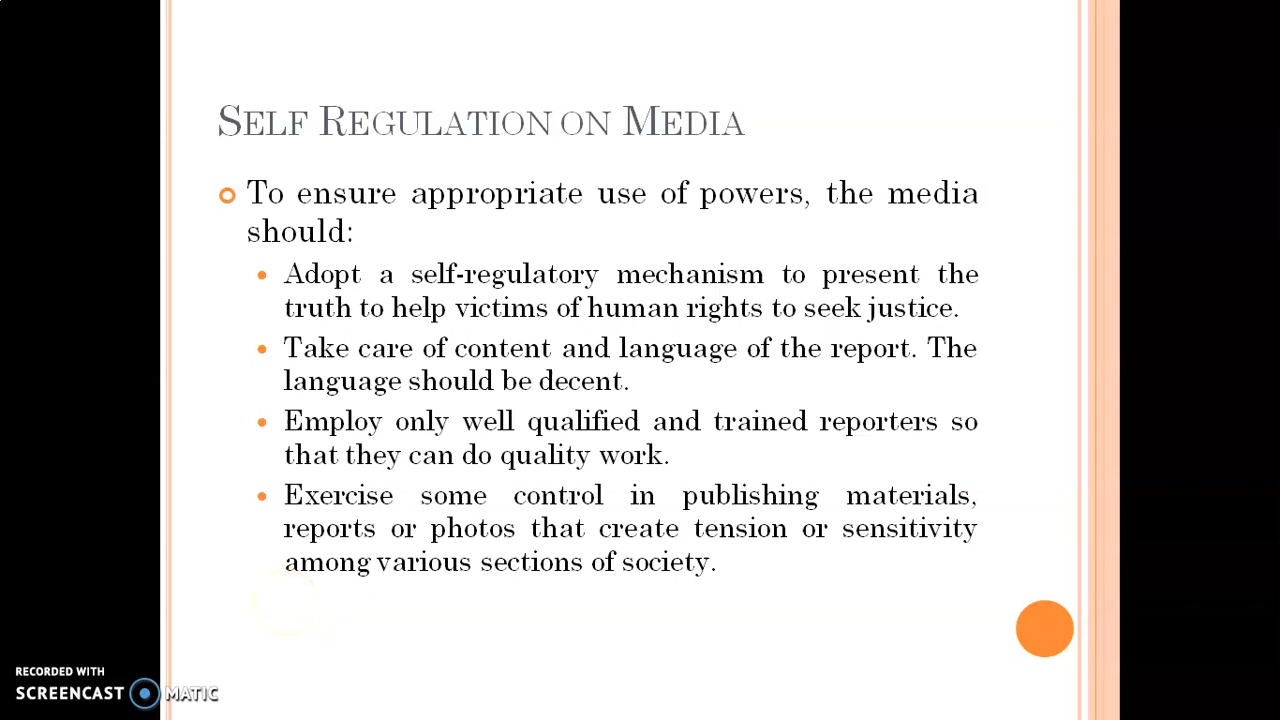 SELF REGULATION ON MEDIA
To ensure appropriate use of powers, the media
should:
Adopt a self-regulatory mechanism to present the
truth to help victims of human rights to seek justice.
Take care of content and language of the report. The
language should be decent.
Employ only well qualified and trained reporters so
that they can do quality work.
Exercise some control in publishing materials,
reports or photos that create tension or sensitivity
among various sections of society.
RECORDED WITH
SCREENCAST MATIC